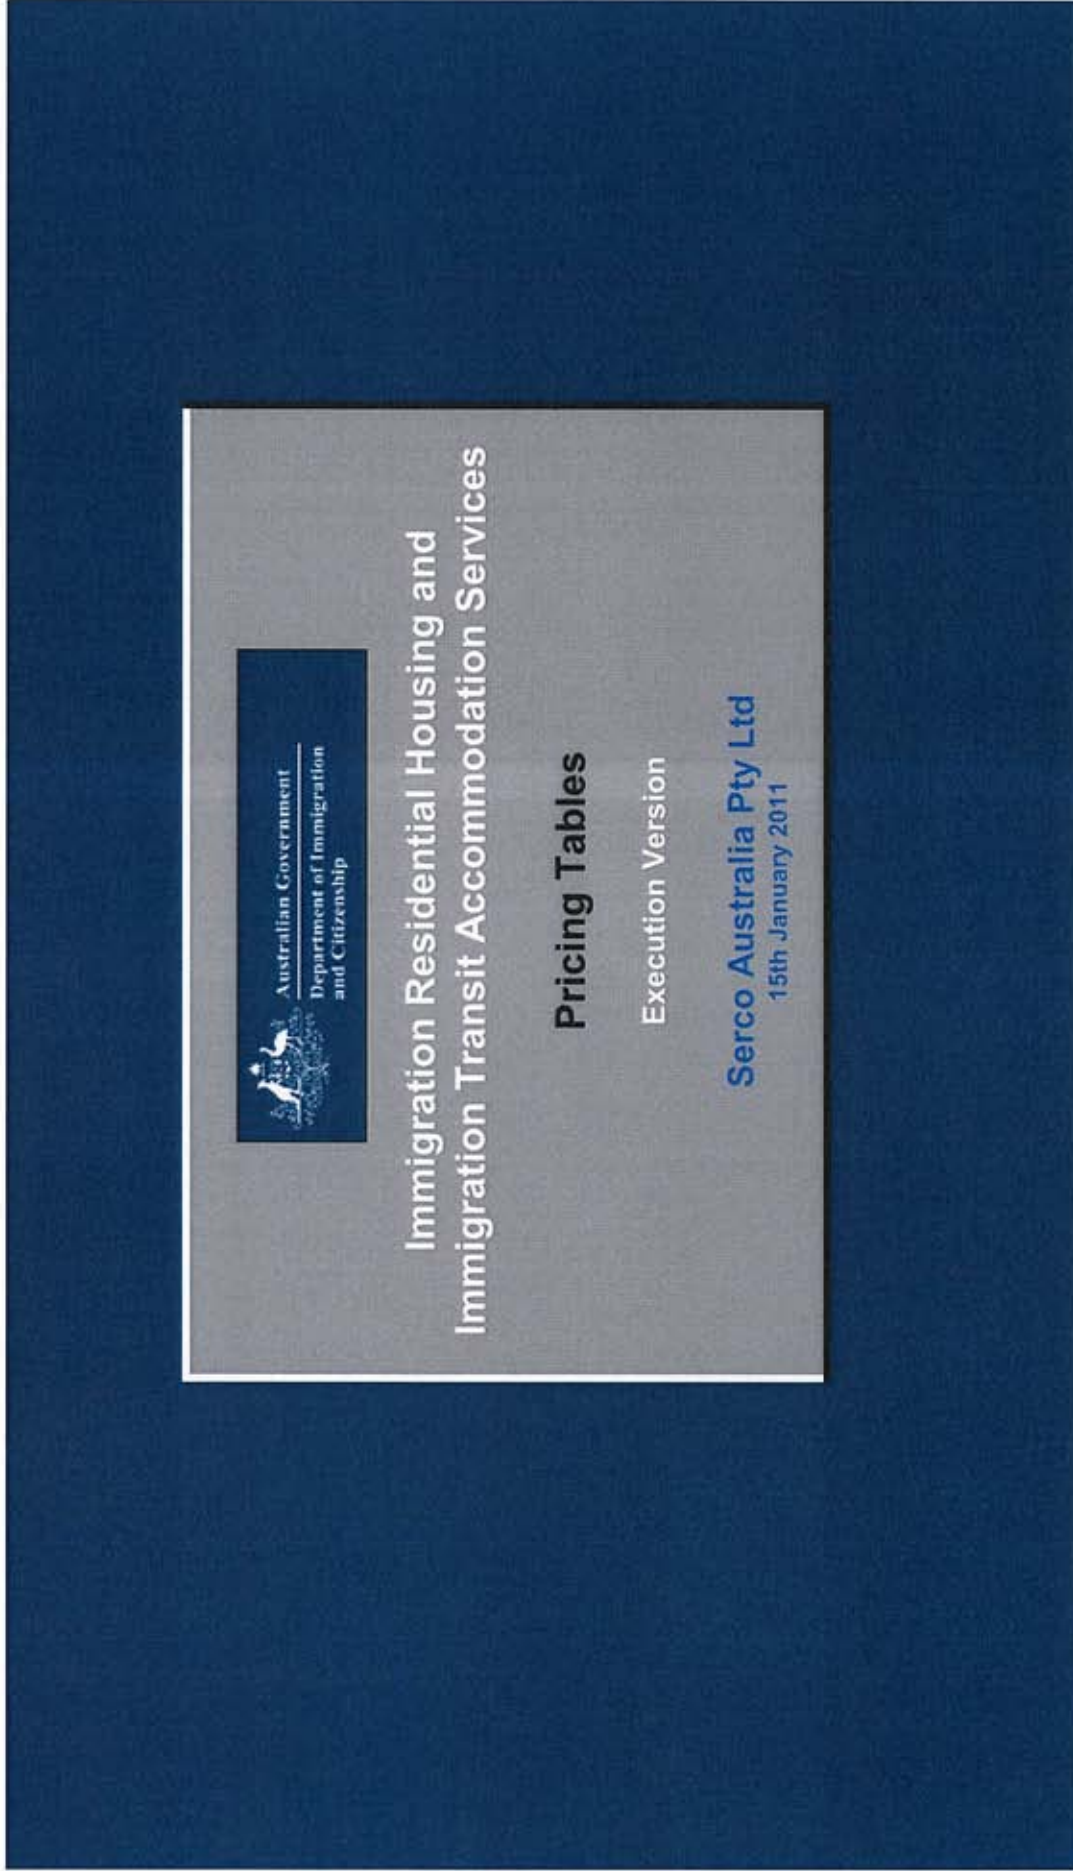 Australian Government
Department of Immigration
and Citizenship
Immigration Residential Housing and
Immigration Transit Accommodation Services
Pricing Tables
Execution Version
Serco Australia Pty Ltd
15th January 2011